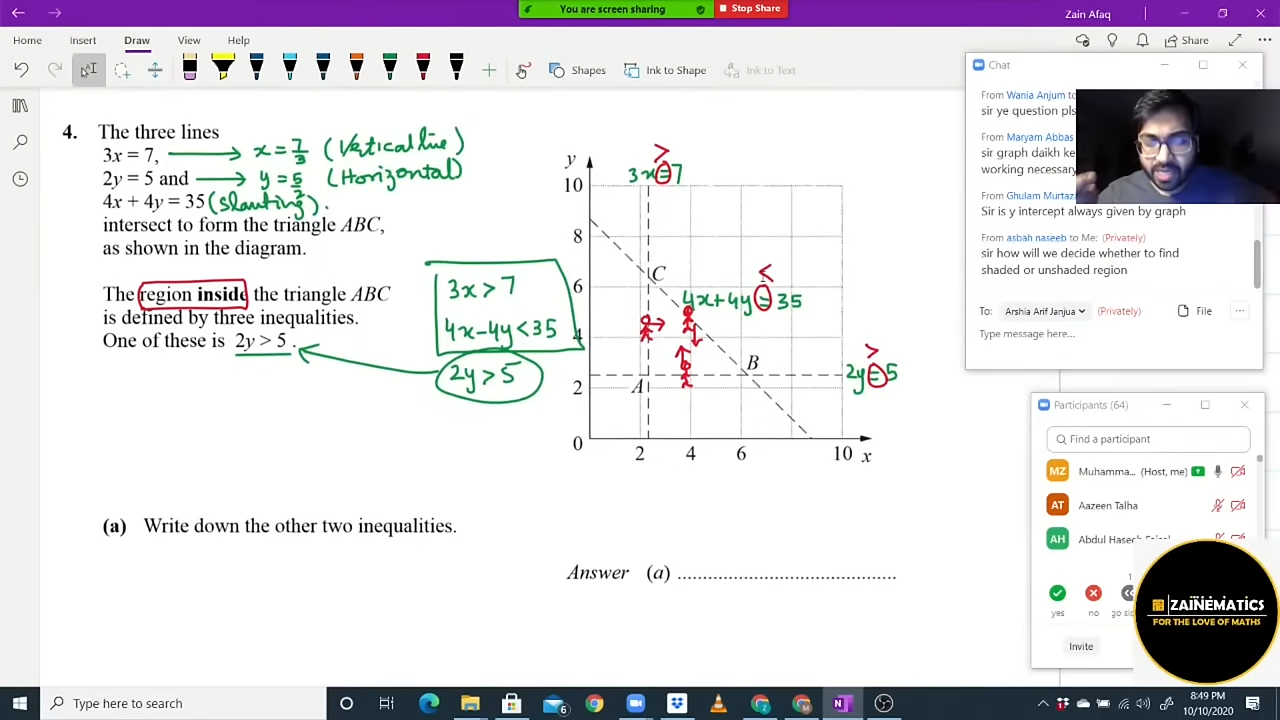 You are screen sharing
Stop Share
Zain Afaq
Home Insert Draw View Help
Share
Shapes
Ink to Shape
Ink to Text
4. The three lines
3x = 7, → x = 7/3 (Vertical line)
2y = 5 and → y = 5/2 (Horizontal)
4x + 4y = 35 (Slanting).
intersect to form the triangle ABC,
as shown in the diagram.
The region inside the triangle ABC
is defined by three inequalities.
One of these is 2y > 5 .
3x > 7
4x-4y < 35
2y > 5
y
10
8
6
4
2
0
2
4
6
10
x
>
3x=7
C
<
4x+4y=35
B
A
>
2y=5
(a) Write down the other two inequalities.
Answer (a) ............................................
Chat
From Wania Anjum to
sir ye question pls
From Maryam Abbas
sir graph daikh ke
working necessary
From Ghulam Murtaz
Sir is y intercept always given by graph
From asbah naseeb to Me: (Privately)
sir how will we decide whether to find
shaded or unshaded region
To: Arshia Arif Janjua (Privately) File ...
Type message here...
Participants (64)
Find a participant
MZ Muhamma... (Host, me)
AT Aazeen Talha
AH Abdul Haseeb
1
yes
no
go
Invite
ZAINEMATICS
FOR THE LOVE OF MATHS
Type here to search
6
8:49 PM
10/10/2020